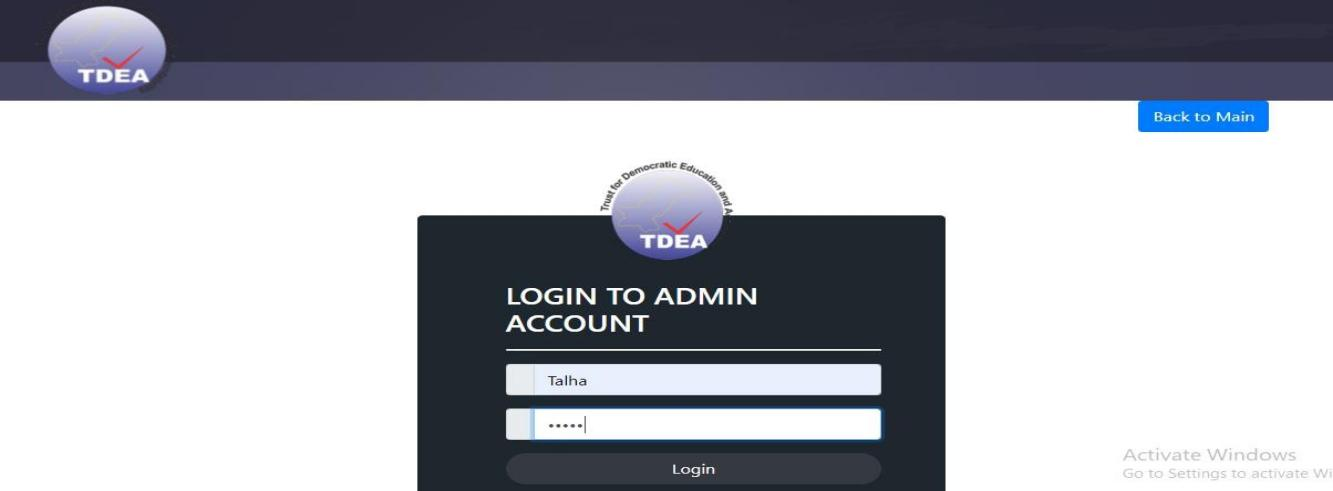 TDEA
Back to Main
Trust for Democratic Education and A
TDEA
LOGIN TO ADMIN
ACCOUNT
Talha
•••••
Login
Activate Windows
Go to Settings to activate Wi